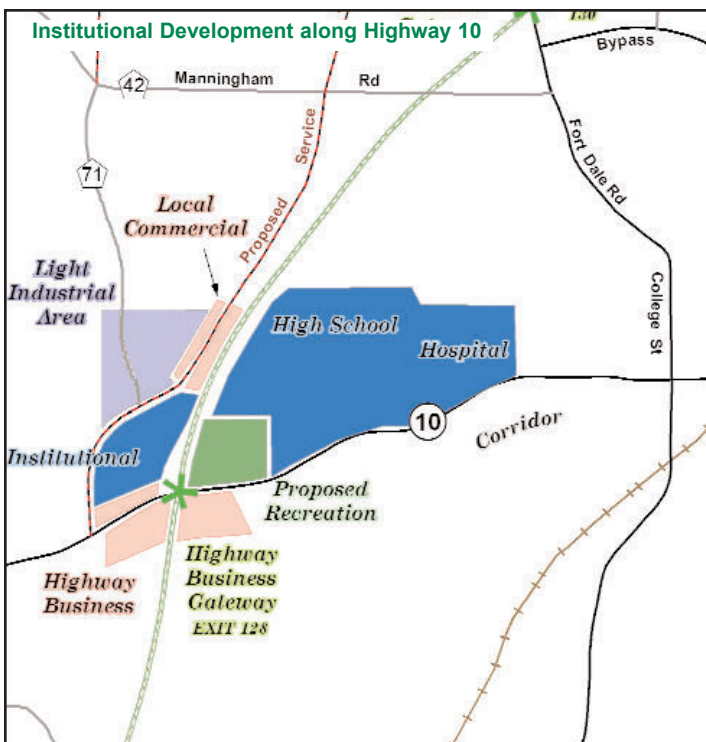 Institutional Development along Highway 10
130
Bypass
42
Manningham Rd
Fort Dale Rd
71
Proposed Service
Local
Commercial
Light
Industrial
Area
High School
Hospital
College St
10
Corridor
Institutional
Proposed
Recreation
Highway
Business
Highway
Business
Gateway
EXIT 128